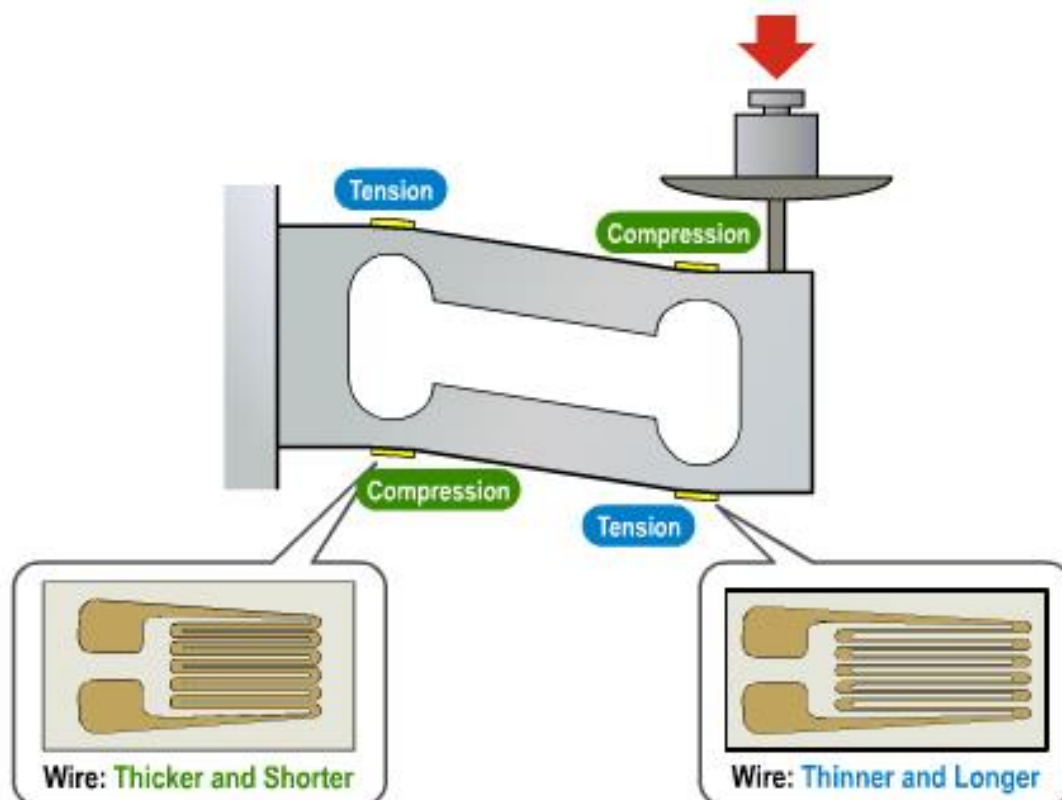 Tension
Compression
Compression
Tension
Wire: Thicker and Shorter
Wire: Thinner and Longer